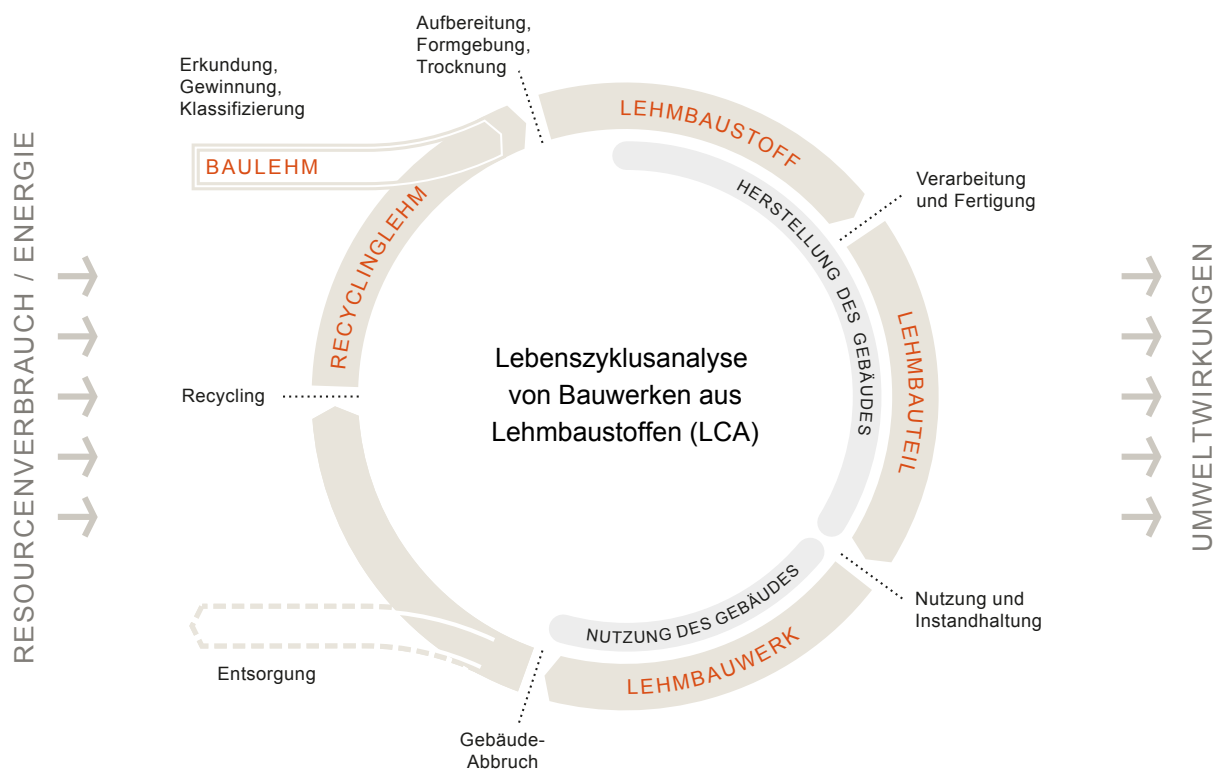 Aufbereitung,
Formgebung,
Trocknung
Erkundung,
Gewinnung,
Klassifizierung
BAULEHM
LEHMBAUSTOFF
RECYCLINGLEHM
HERSTELLUNG DES GEBÄUDES
Verarbeitung
und Fertigung
RESOURCENVERBRAUCH / ENERGIE
UMWELTWIRKUNGEN
LEHMBAUTEIL
Lebenszyklusanalyse
von Bauwerken aus
Lehmbaustoffen (LCA)
Recycling
NUTZUNG DES GEBÄUDES
Nutzung und
Instandhaltung
LEHMBAUWERK
Entsorgung
Gebäude-
Abbruch